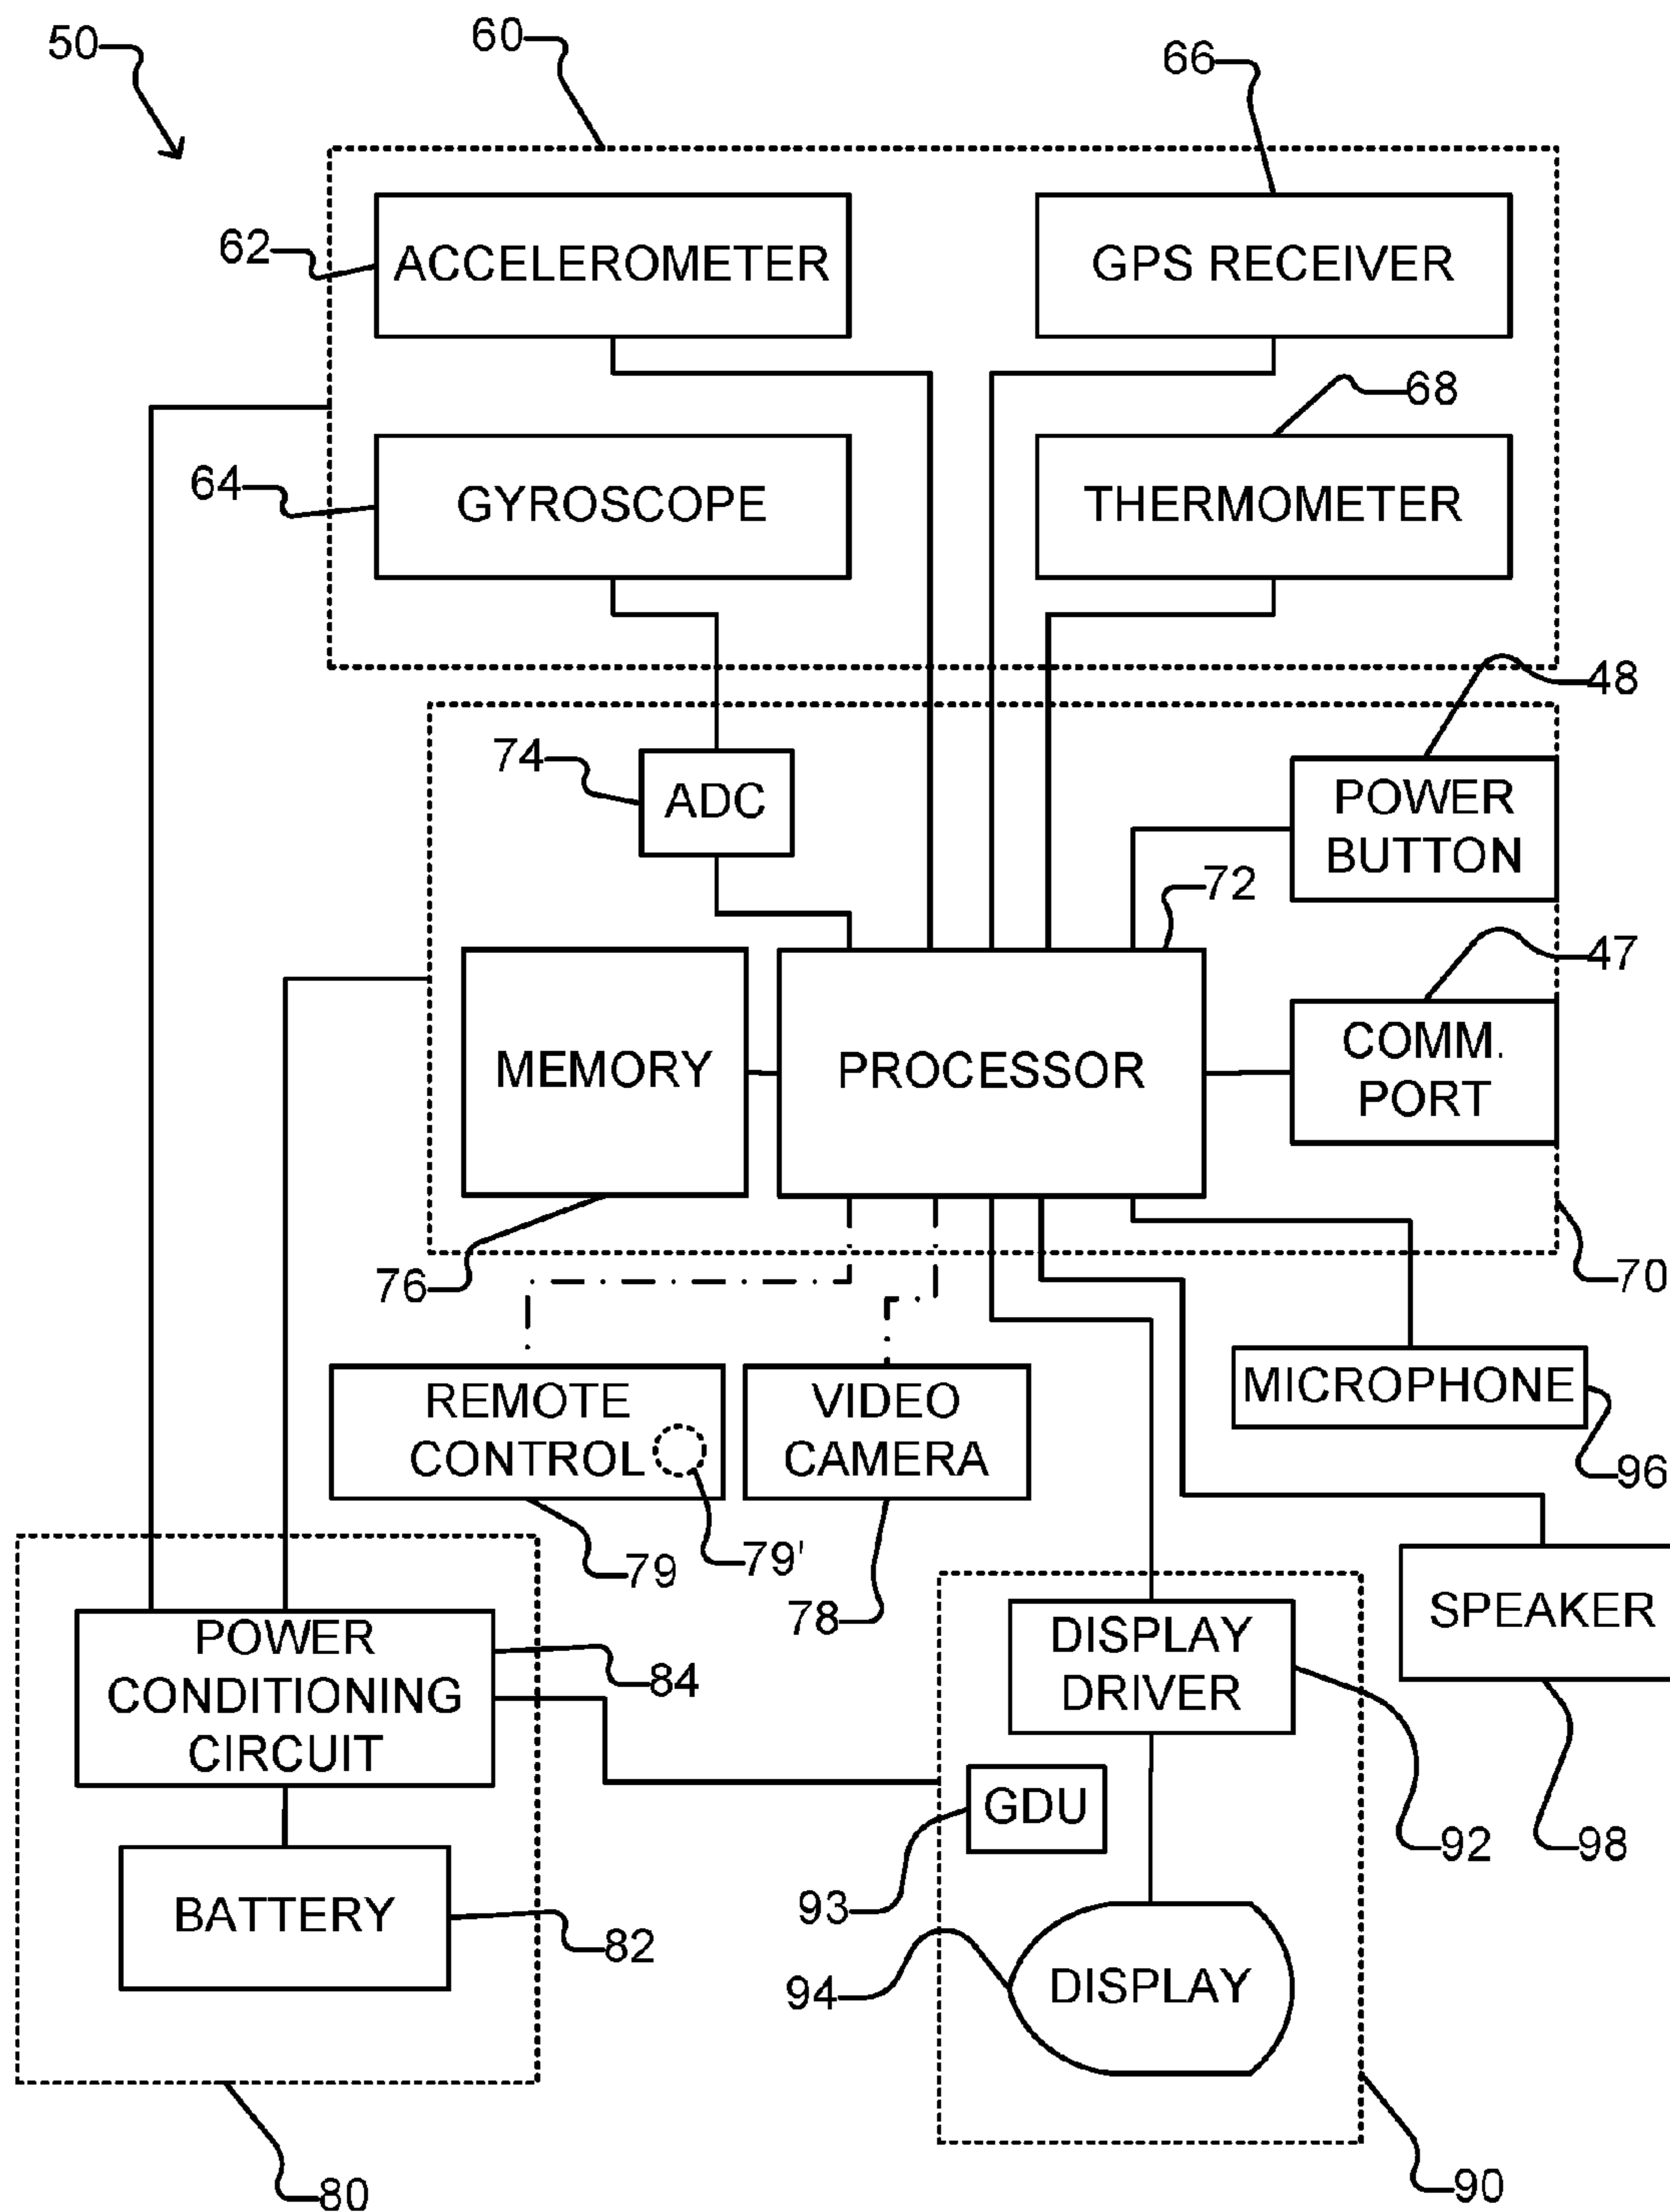 50
60
66
62
ACCELEROMETER
GPS RECEIVER
68
64
GYROSCOPE
THERMOMETER
48
74
ADC
POWER
BUTTON
72
47
MEMORY
PROCESSOR
COMM.
PORT
76
70
REMOTE
CONTROL
VIDEO
CAMERA
MICROPHONE
96
79
79'
78
SPEAKER
POWER
CONDITIONING
CIRCUIT
84
DISPLAY
DRIVER
GDU
92
98
93
BATTERY
82
94
DISPLAY
80
90